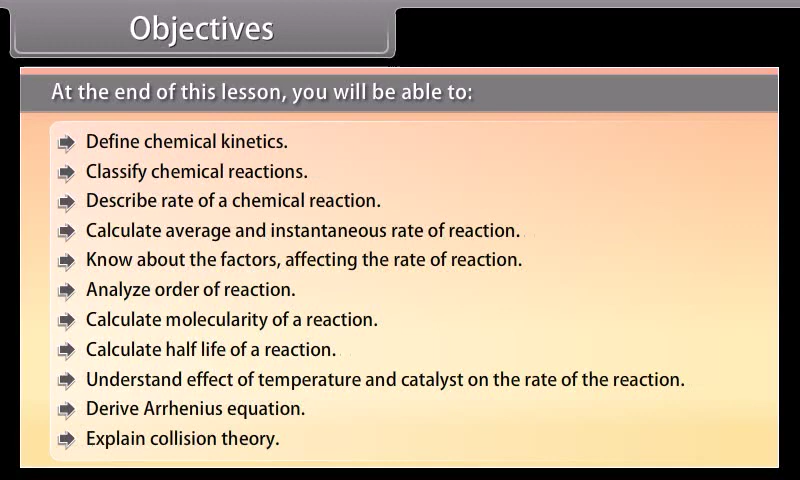 Objectives
At the end of this lesson, you will be able to:
Define chemical kinetics.
Classify chemical reactions.
Describe rate of a chemical reaction.
Calculate average and instantaneous rate of reaction.
Know about the factors, affecting the rate of reaction.
Analyze order of reaction.
Calculate molecularity of a reaction.
Calculate half life of a reaction.
Understand effect of temperature and catalyst on the rate of the reaction.
Derive Arrhenius equation.
Explain collision theory.